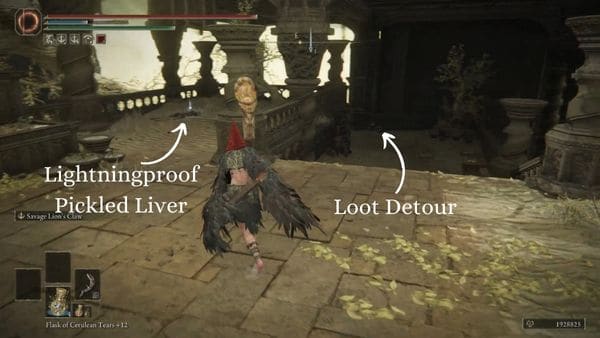 E
Lightningproof
Pickled Liver
Loot Detour
Savage Lion's Claw
Flask of Cerulean Tears +12
1928823